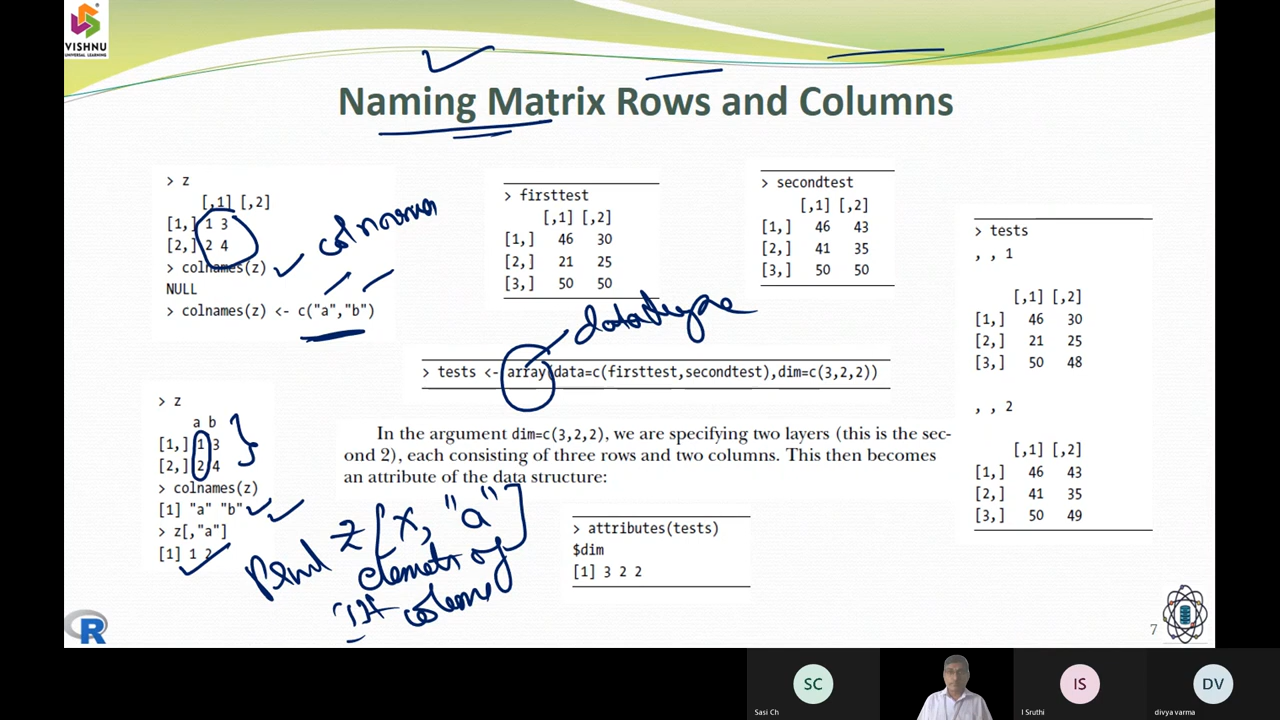 VISHNU
UNIVERSAL LEARNING
Naming Matrix Rows and Columns
> z
[,1] [,2]
[1,] 1 3
[2,] 2 4
> colnames(z)
NULL
> colnames(z) <- c("a","b")
colnames
> firsttest
[,1] [,2]
[1,] 46 30
[2,] 21 25
[3,] 50 50
> secondtest
[,1] [,2]
[1,] 46 43
[2,] 41 35
[3,] 50 50
datatype
> tests <- array(data=c(firsttest,secondtest),dim=c(3,2,2))
> tests
, , 1
[,1] [,2]
[1,] 46 30
[2,] 21 25
[3,] 50 48
, , 2
[,1] [,2]
[1,] 46 43
[2,] 41 35
[3,] 50 49
> z
a b
[1,] 1 3
[2,] 2 4
> colnames(z)
[1] "a" "b"
> z[,"a"]
[1] 1 2
In the argument dim=c(3,2,2), we are specifying two layers (this is the sec-
ond 2), each consisting of three rows and two columns. This then becomes
an attribute of the data structure:
z[x, "a"]
elements of
1st column
> attributes(tests)
$dim
[1] 3 2 2
R
7
SC
Sasi Ch
IS
I Sruthi
DV
divya varma